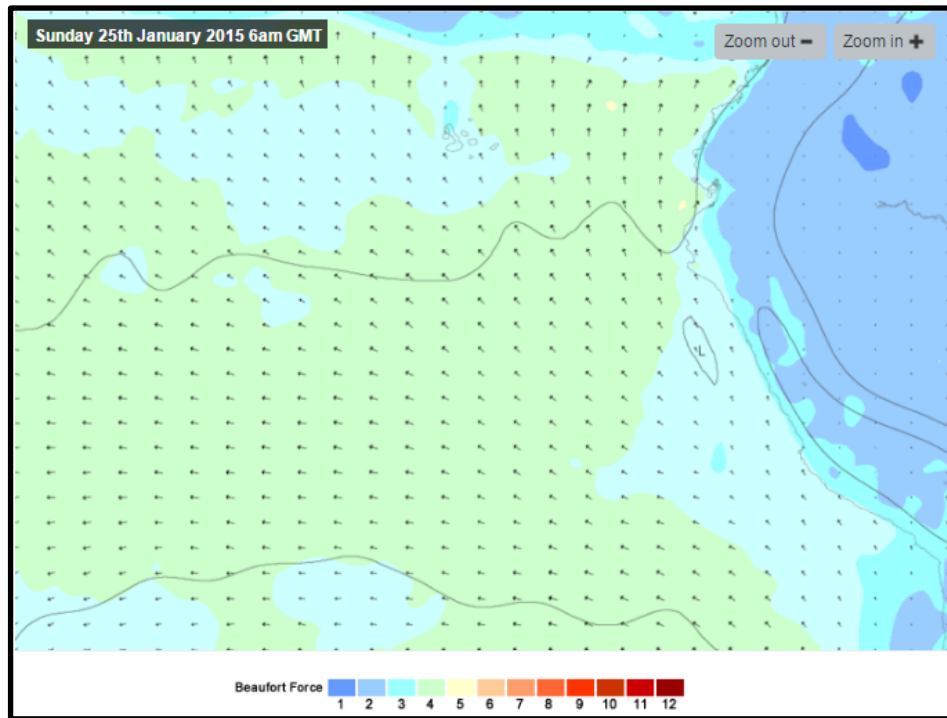 Sunday 25th January 2015 6am GMT
Zoom out −
Zoom in +
L
Beaufort Force
1 2 3 4 5 6 7 8 9 10 11 12